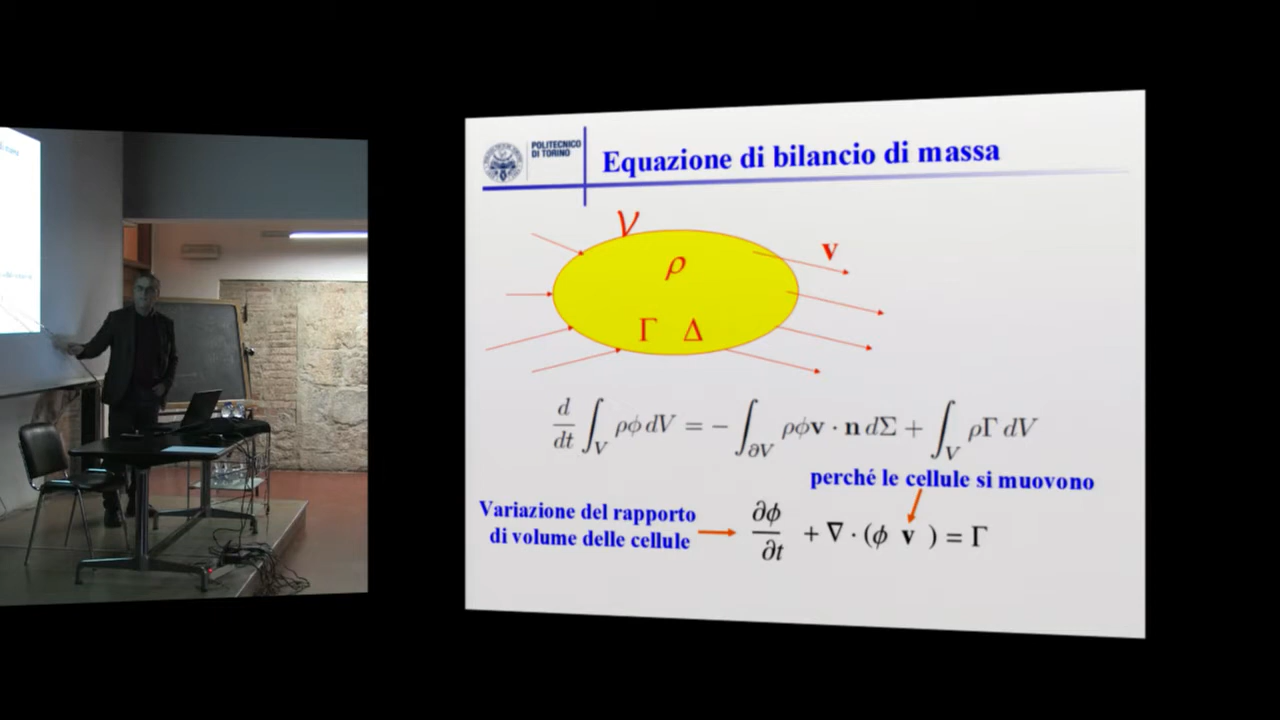 POLITECNICO
DI TORINO
Equazione di bilancio di massa
V
v
ρ
Γ Δ
d/dt ∫_V ρϕ dV = − ∫_∂V ρϕv · n dΣ + ∫_V ρΓ dV
perché le cellule si muovono
Variazione del rapporto
di volume delle cellule
∂ϕ/∂t + ∇ · (ϕ v ) = Γ